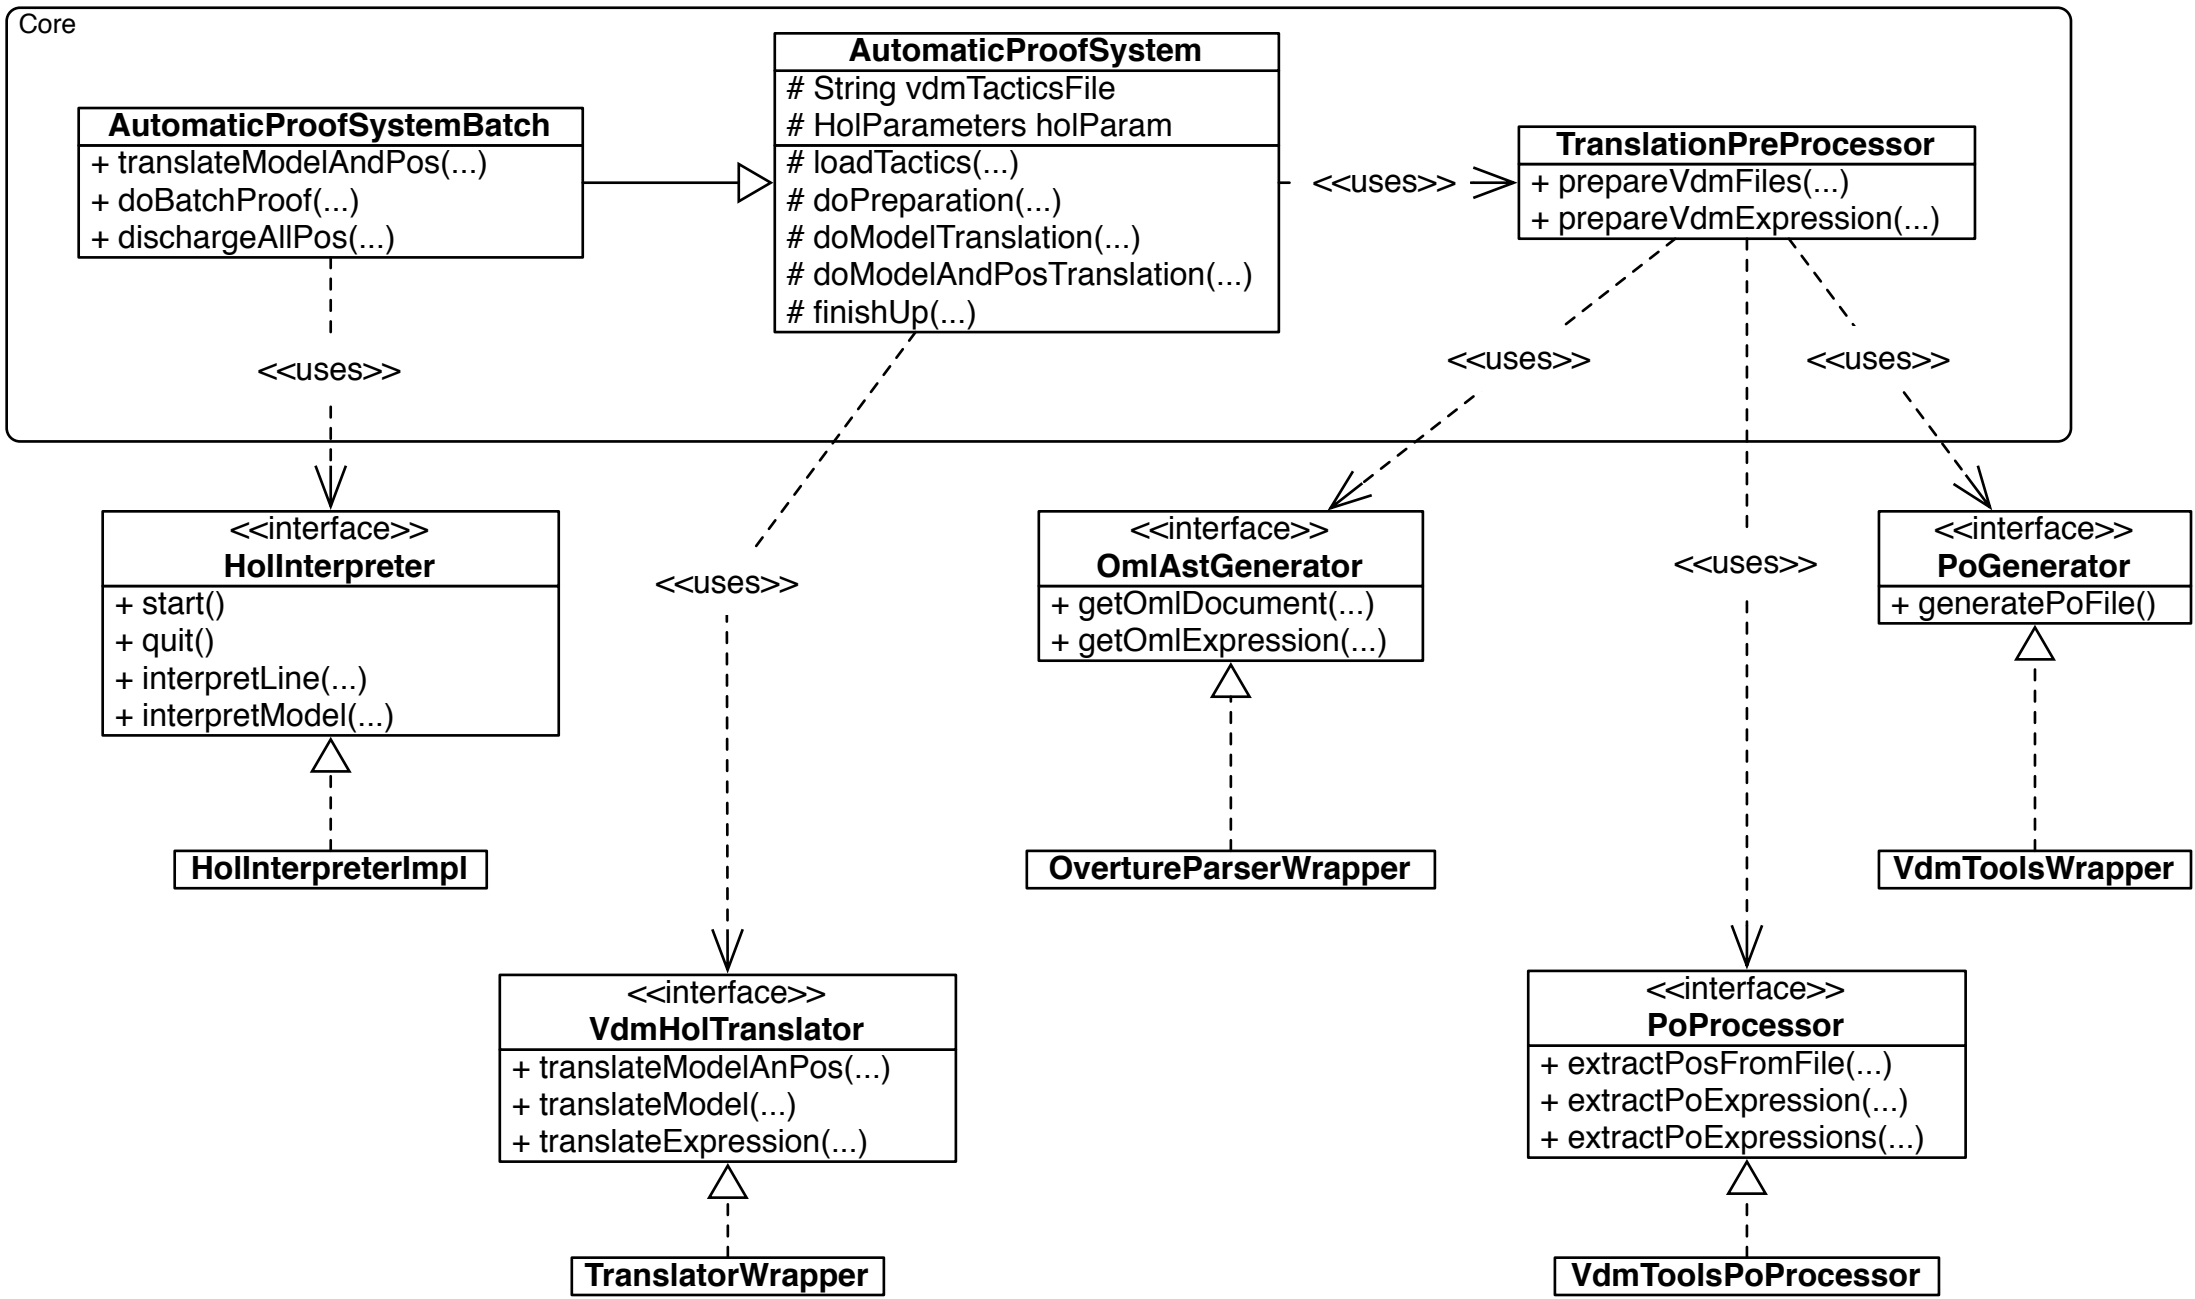 Core
AutomaticProofSystem
# String vdmTacticsFile
# HolParameters holParam
# loadTactics(...)
# doPreparation(...)
# doModelTranslation(...)
# doModelAndPosTranslation(...)
# finishUp(...)
AutomaticProofSystemBatch
+ translateModelAndPos(...)
+ doBatchProof(...)
+ dischargeAllPos(...)
<<uses>>
TranslationPreProcessor
+ prepareVdmFiles(...)
+ prepareVdmExpression(...)
<<uses>>
<<uses>>
<<uses>>
<<interface>>
HolInterpreter
+ start()
+ quit()
+ interpretLine(...)
+ interpretModel(...)
<<uses>>
<<interface>>
OmlAstGenerator
+ getOmlDocument(...)
+ getOmlExpression(...)
<<uses>>
<<interface>>
PoGenerator
+ generatePoFile()
HolInterpreterImpl
OvertureParserWrapper
VdmToolsWrapper
<<interface>>
VdmHolTranslator
+ translateModelAnPos(...)
+ translateModel(...)
+ translateExpression(...)
<<interface>>
PoProcessor
+ extractPosFromFile(...)
+ extractPoExpression(...)
+ extractPoExpressions(...)
TranslatorWrapper
VdmToolsPoProcessor